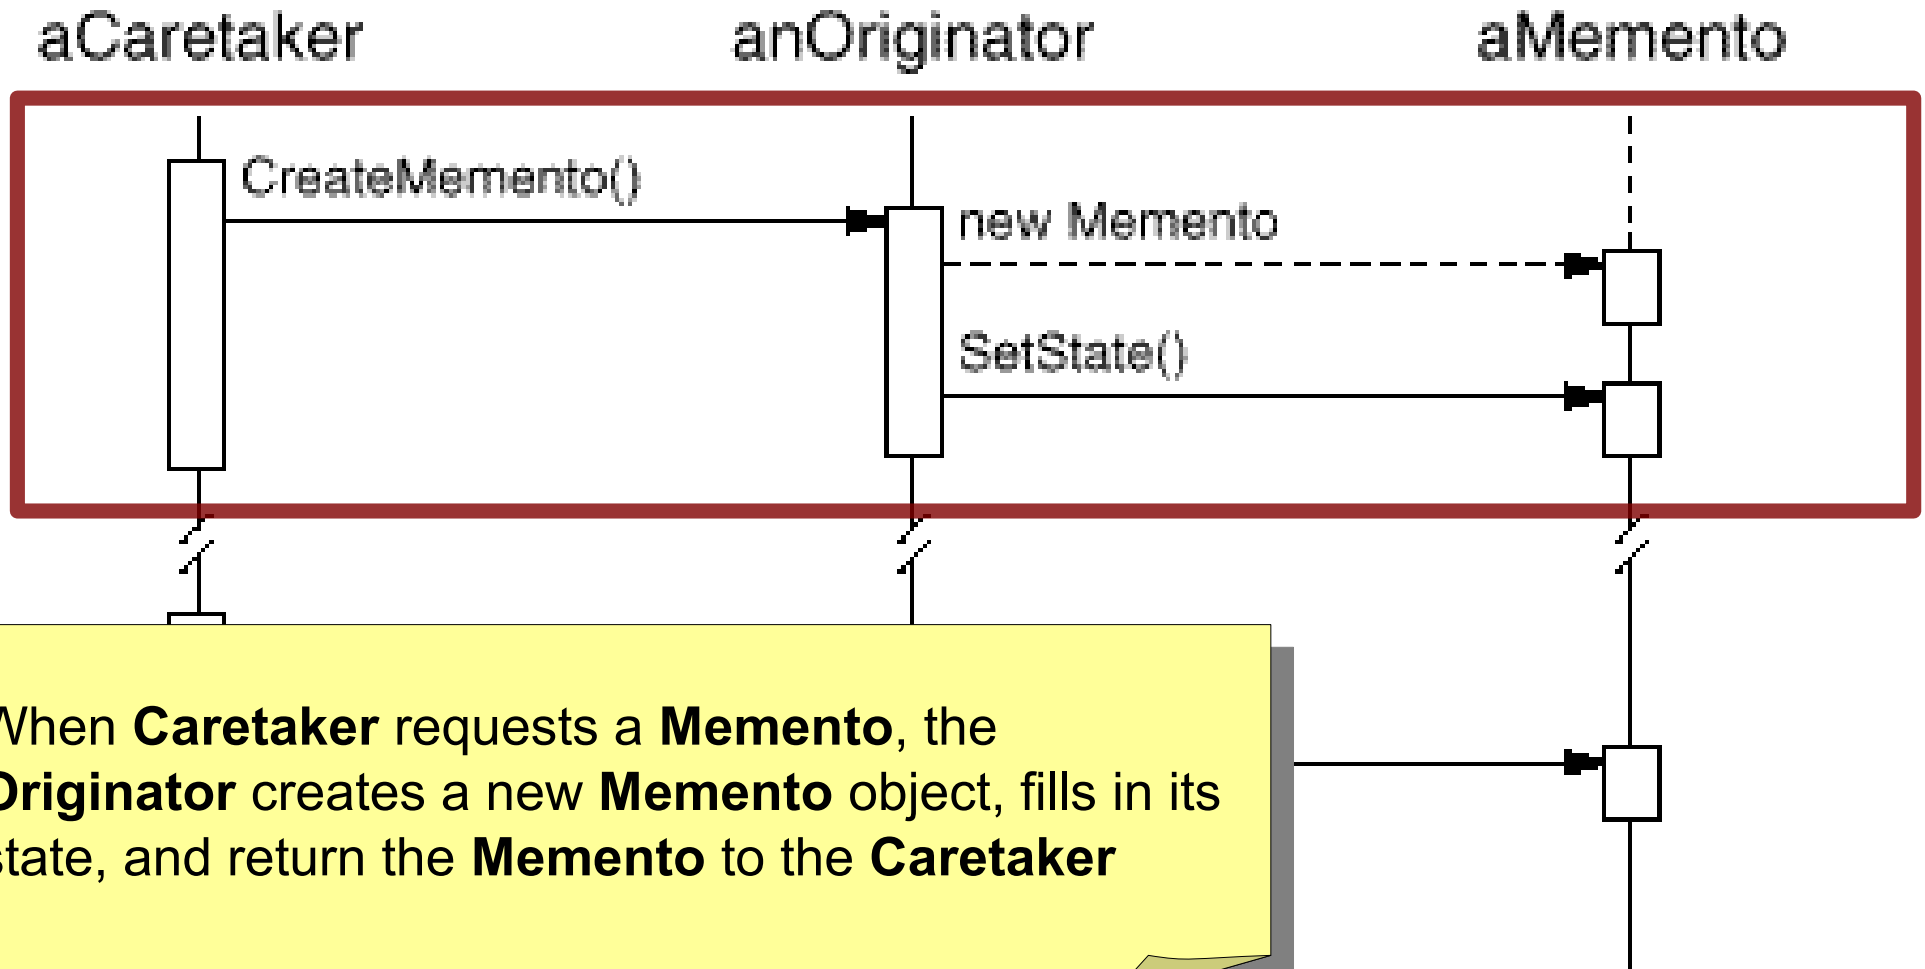 aCaretaker anOriginator aMemento
CreateMemento()
new Memento
SetState()
When Caretaker requests a Memento, the
Originator creates a new Memento object, fills in its
state, and return the Memento to the Caretaker